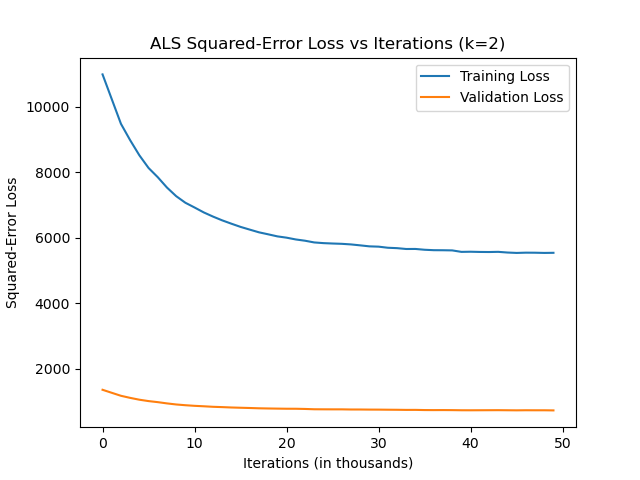 ALS Squared-Error Loss vs Iterations (k=2)
Training Loss
Validation Loss
Squared-Error Loss
10000
8000
6000
4000
2000
0 10 20 30 40 50
Iterations (in thousands)